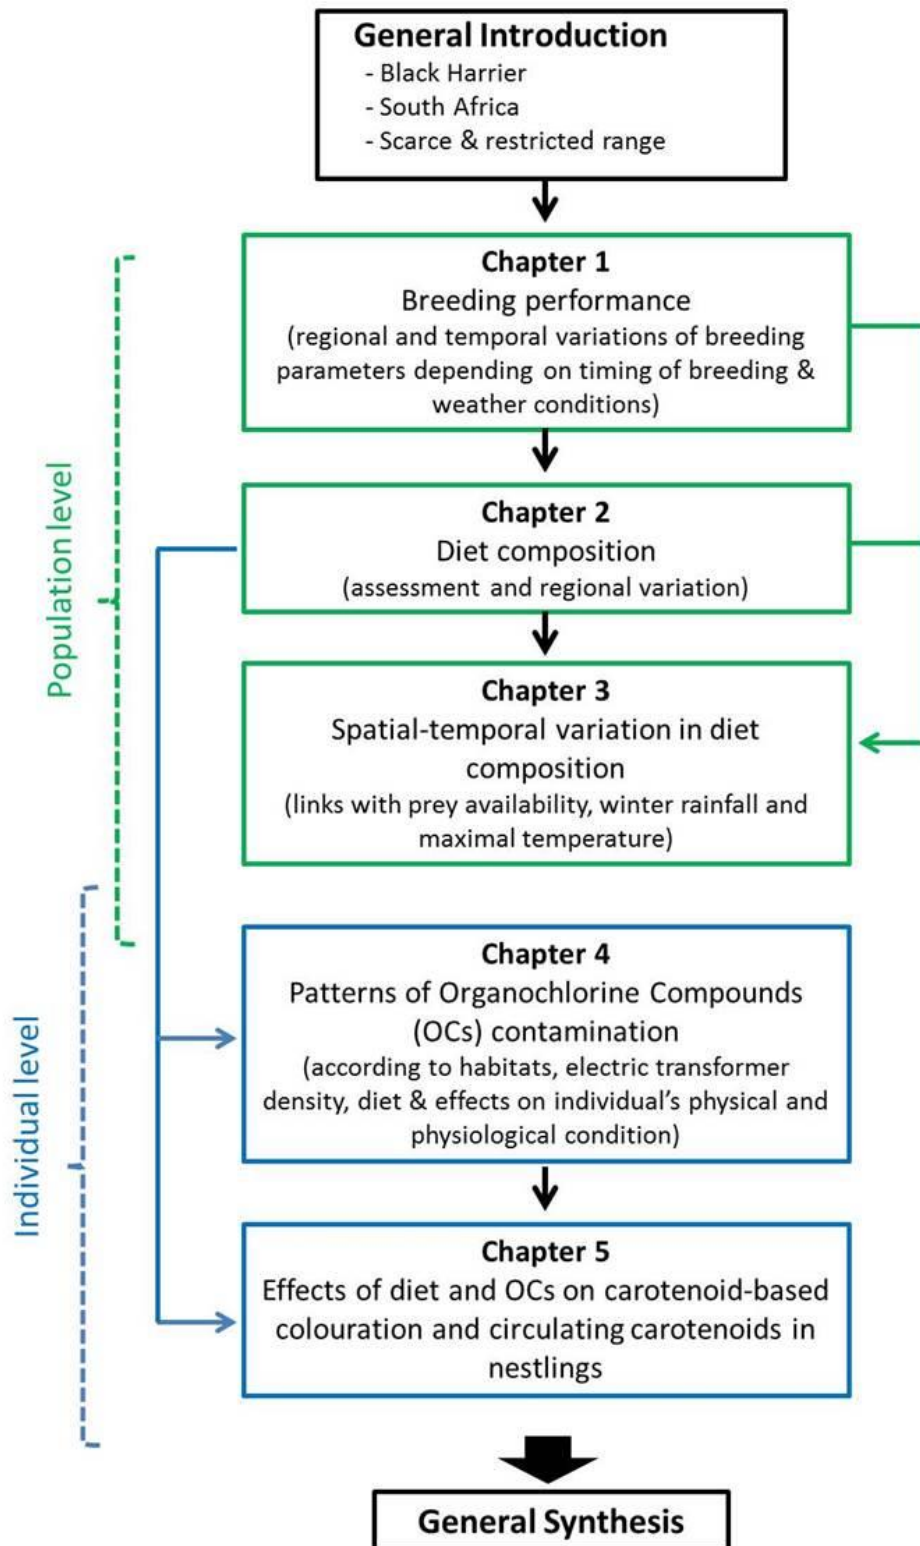 General Introduction
- Black Harrier
- South Africa
- Scarce & restricted range
Chapter 1
Breeding performance
(regional and temporal variations of breeding
parameters depending on timing of breeding &
weather conditions)
Population level
Chapter 2
Diet composition
(assessment and regional variation)
Chapter 3
Spatial-temporal variation in diet
composition
(links with prey availability, winter rainfall and
maximal temperature)
Individual level
Chapter 4
Patterns of Organochlorine Compounds
(OCs) contamination
(according to habitats, electric transformer
density, diet & effects on individual's physical and
physiological condition)
Chapter 5
Effects of diet and OCs on carotenoid-based
colouration and circulating carotenoids in
nestlings
General Synthesis